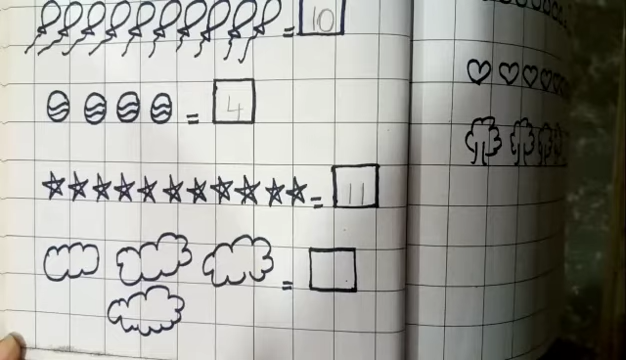 = 10
= 4
= 11
=